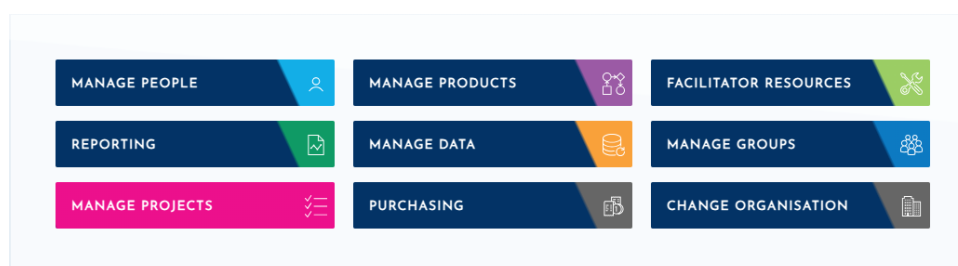 MANAGE PEOPLE
MANAGE PRODUCTS
FACILITATOR RESOURCES
REPORTING
MANAGE DATA
MANAGE GROUPS
MANAGE PROJECTS
PURCHASING
CHANGE ORGANISATION